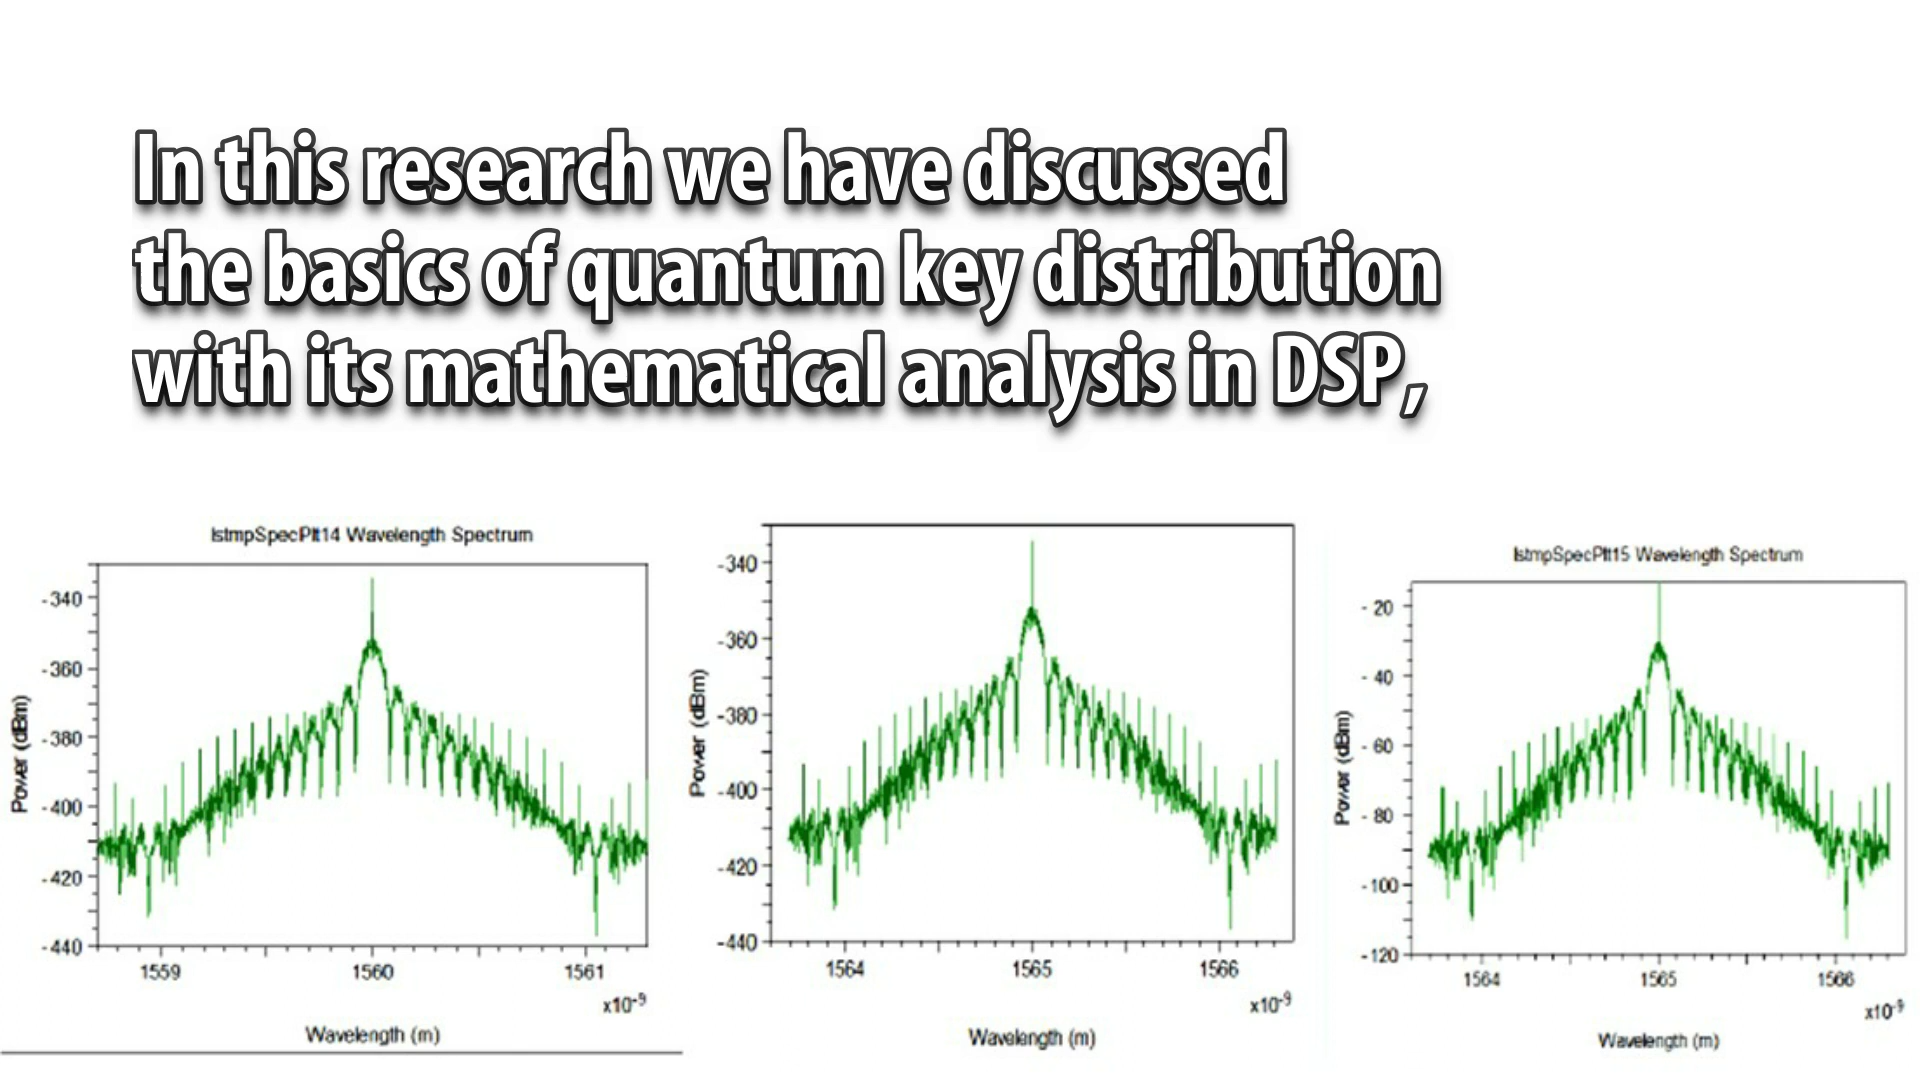 In this research we have discussed
the basics of quantum key distribution
with its mathematical analysis in DSP,
IstmpSpecPlt14 Wavelength Spectrum
Power (dBm)
-340
-360
-380
-400
-420
-440
1559 1560 1561
x10-9
Wavelength (m)
Power (dBm)
-340
-360
-380
-400
-420
-440
1564 1565 1566
x10-9
Wavelength (m)
IstmpSpecPlt15 Wavelength Spectrum
Power (dBm)
-20
-40
-60
-80
-100
-120
1564 1565 1566
x10-9
Wavelength (m)